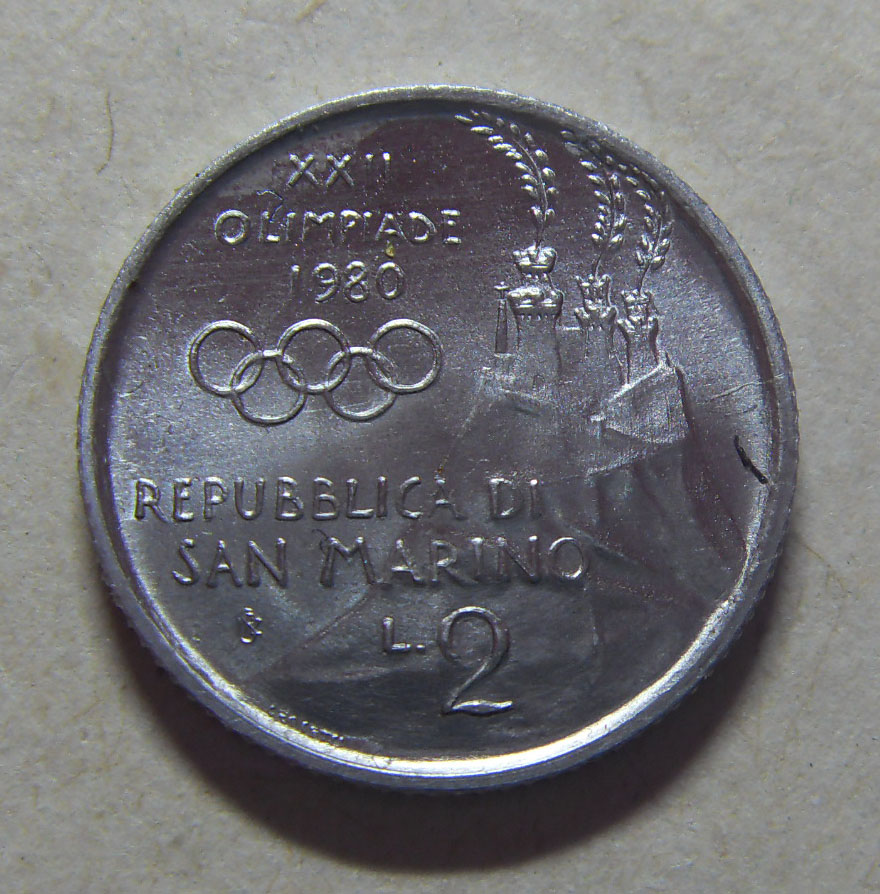 XXII
OLIMPIADE
1980
REPUBBLICA DI
SAN MARINO
L. 2